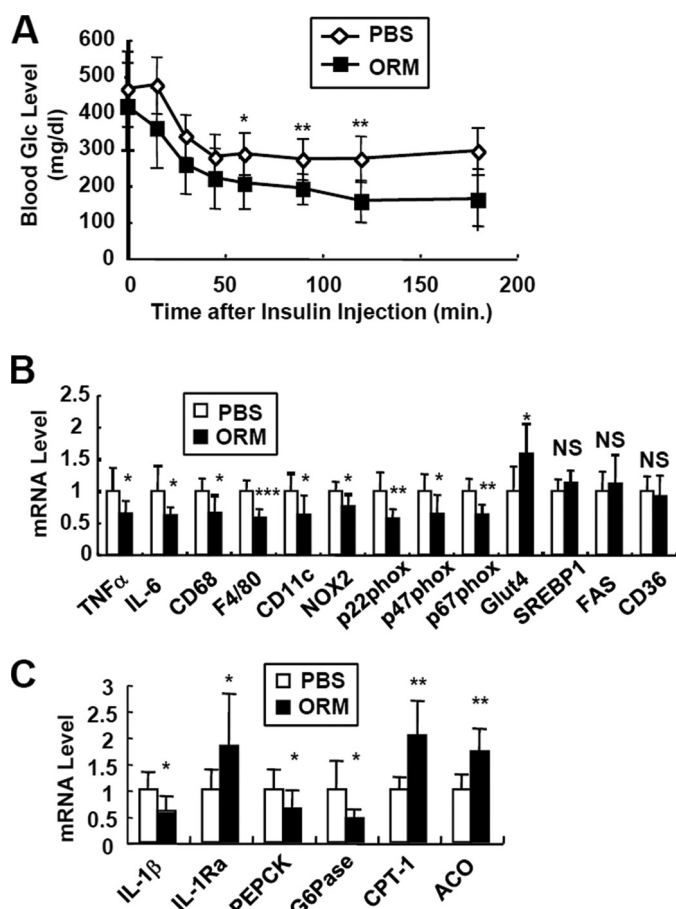 A
600
500
400
300
200
100
0
Blood Glc Level
(mg/dl)
PBS
ORM
*
**
**
0
50
100
150
200
Time after Insulin Injection (min.)
B
2.5
2
1.5
1
0.5
0
mRNA Level
PBS
ORM
*
*
*
***
*
*
**
*
**
*
NS
NS
NS
TNFα
IL-6
CD68
F4/80
CD11c
NOX2
p22phox
p47phox
p67phox
Glut4
SREBP1
FAS
CD36
C
3
2.5
2
1.5
1
0.5
0
mRNA Level
PBS
ORM
*
*
*
*
**
**
IL-1β
IL-1Ra
PEPCK
G6Pase
CPT-1
ACO